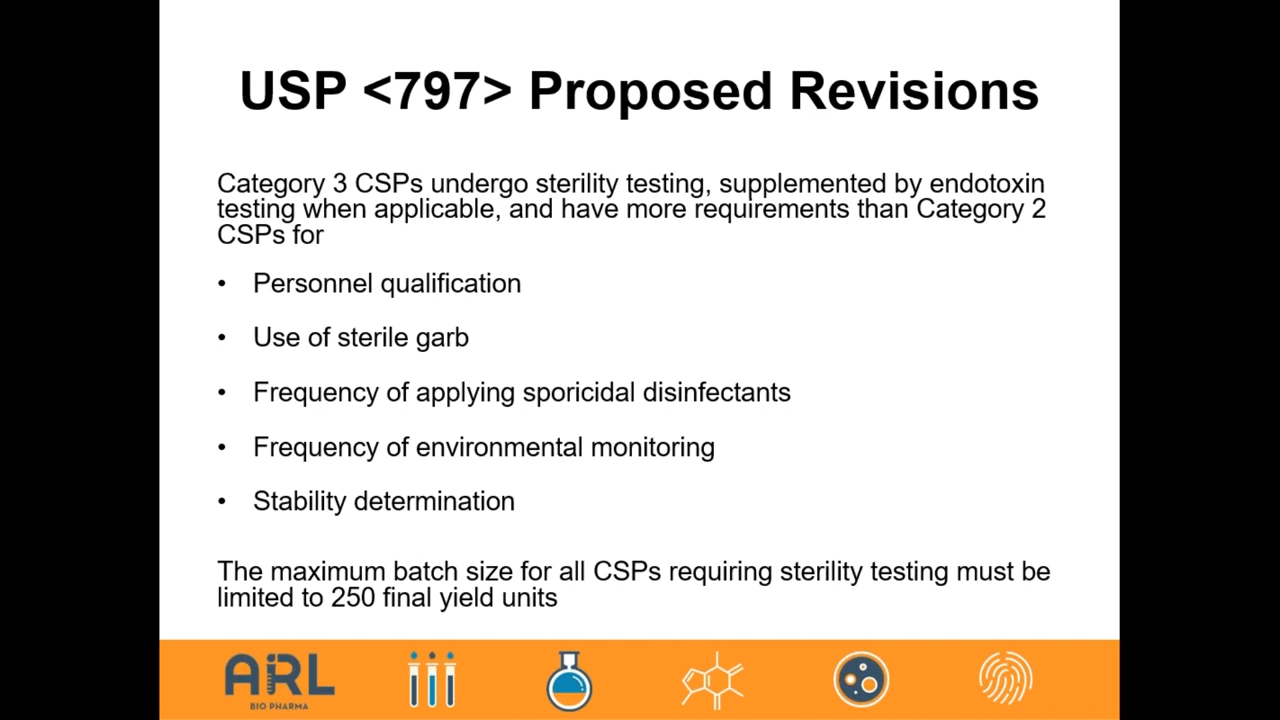 USP <797> Proposed Revisions
Category 3 CSPs undergo sterility testing, supplemented by endotoxin
testing when applicable, and have more requirements than Category 2
CSPs for
• Personnel qualification
• Use of sterile garb
• Frequency of applying sporicidal disinfectants
• Frequency of environmental monitoring
• Stability determination
The maximum batch size for all CSPs requiring sterility testing must be
limited to 250 final yield units
ARL
BIO PHARMA